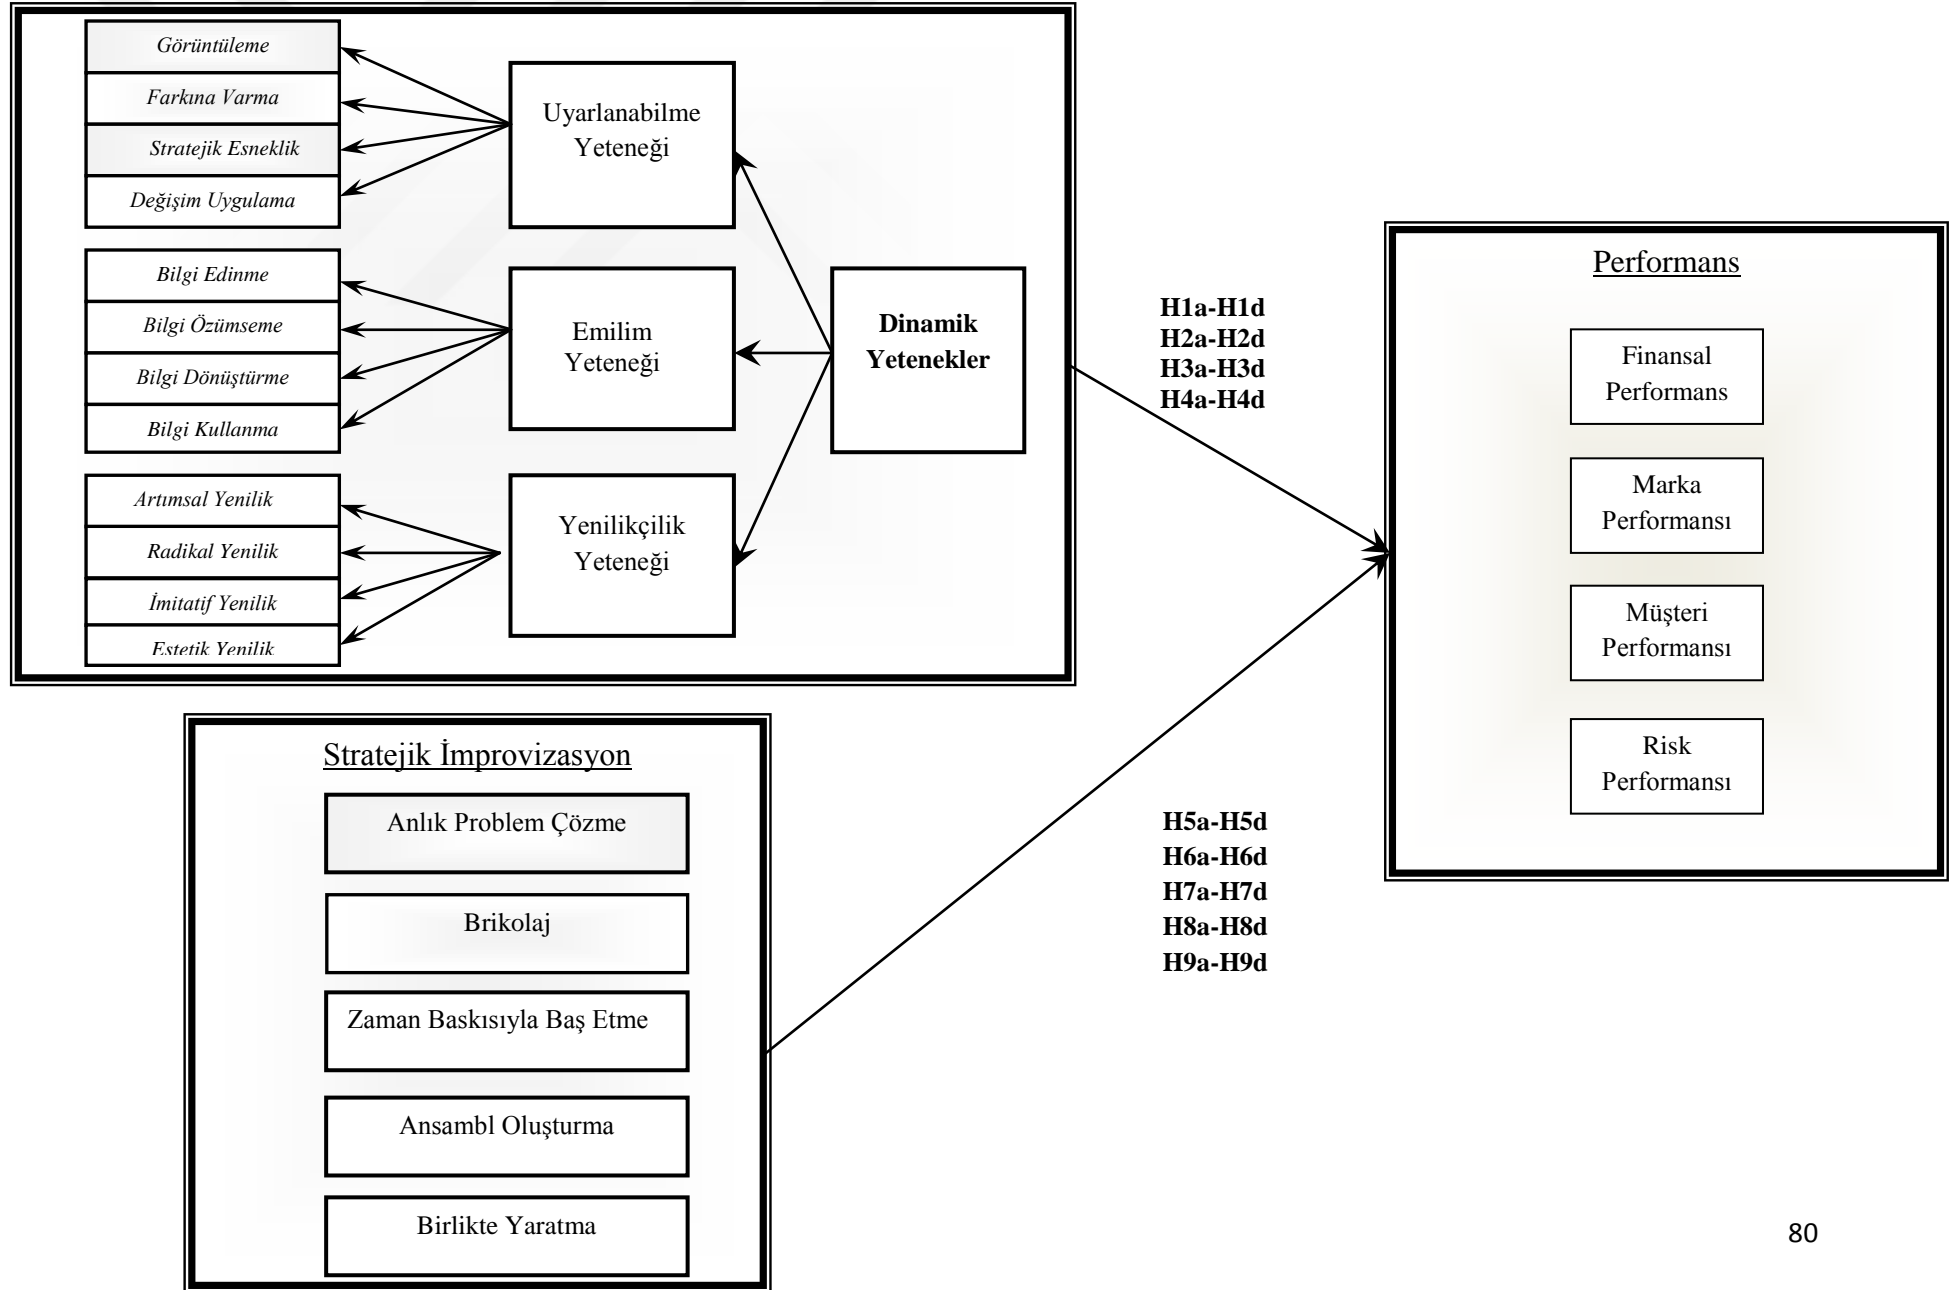 Görüntüleme
Farkına Varma
Stratejik Esneklik
Değişim Uygulama
Bilgi Edinme
Bilgi Özümseme
Bilgi Dönüştürme
Bilgi Kullanma
Artımsal Yenilik
Radikal Yenilik
İmitatif Yenilik
Estetik Yenilik
Uyarlanabilme
Yeteneği
Emilim
Yeteneği
Yenilikçilik
Yeteneği
Dinamik
Yetenekler
H1a-H1d
H2a-H2d
H3a-H3d
H4a-H4d
Performans
Finansal
Performans
Marka
Performansı
Müşteri
Performansı
Risk
Performansı
Stratejik İmprovizasyon
Anlık Problem Çözme
Brikolaj
Zaman Baskısıyla Baş Etme
Ansambl Oluşturma
Birlikte Yaratma
H5a-H5d
H6a-H6d
H7a-H7d
H8a-H8d
H9a-H9d
80